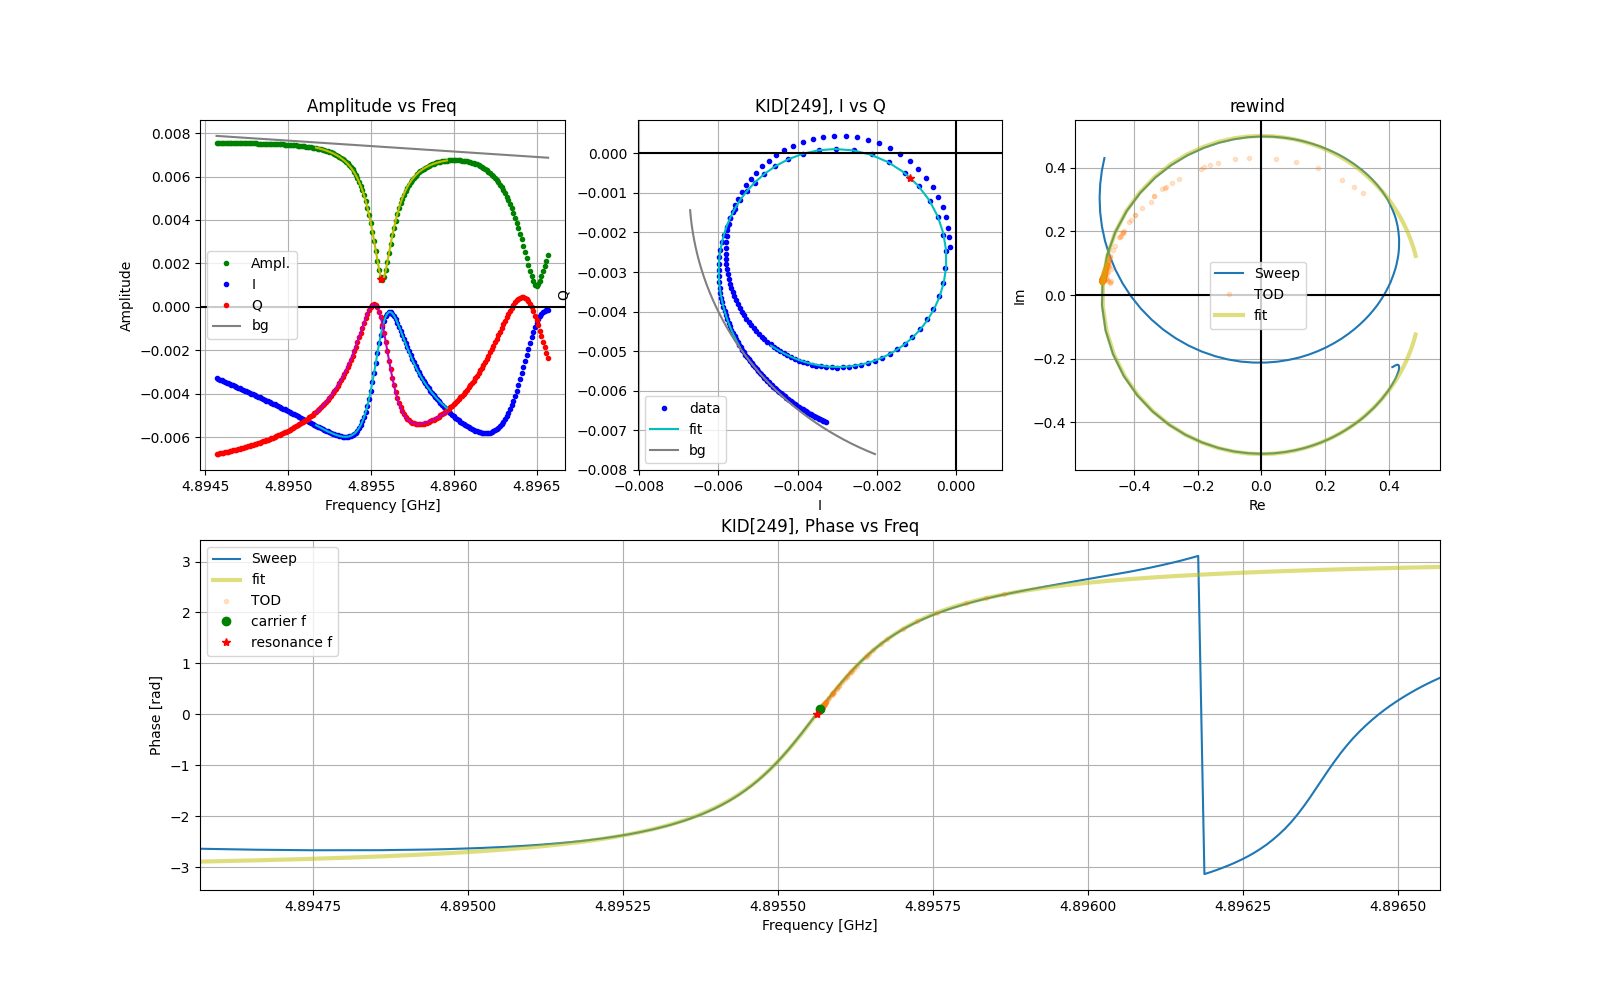 Amplitude vs Freq
0.008
0.006
0.004
0.002
0.000
−0.002
−0.004
−0.006
Amplitude
Ampl.
I
Q
bg
4.8945
4.8950
4.8955
4.8960
4.8965
Frequency [GHz]
KID[249], I vs Q
0.000
−0.001
−0.002
−0.003
−0.004
−0.005
−0.006
−0.007
−0.008
Q
data
fit
bg
−0.008
−0.006
−0.004
−0.002
0.000
I
rewind
0.4
0.2
0.0
−0.2
−0.4
Im
Sweep
TOD
fit
−0.4
−0.2
0.0
0.2
0.4
Re
KID[249], Phase vs Freq
3
2
1
0
−1
−2
−3
Phase [rad]
Sweep
fit
TOD
carrier f
resonance f
4.89475
4.89500
4.89525
4.89550
4.89575
4.89600
4.89625
4.89650
Frequency [GHz]